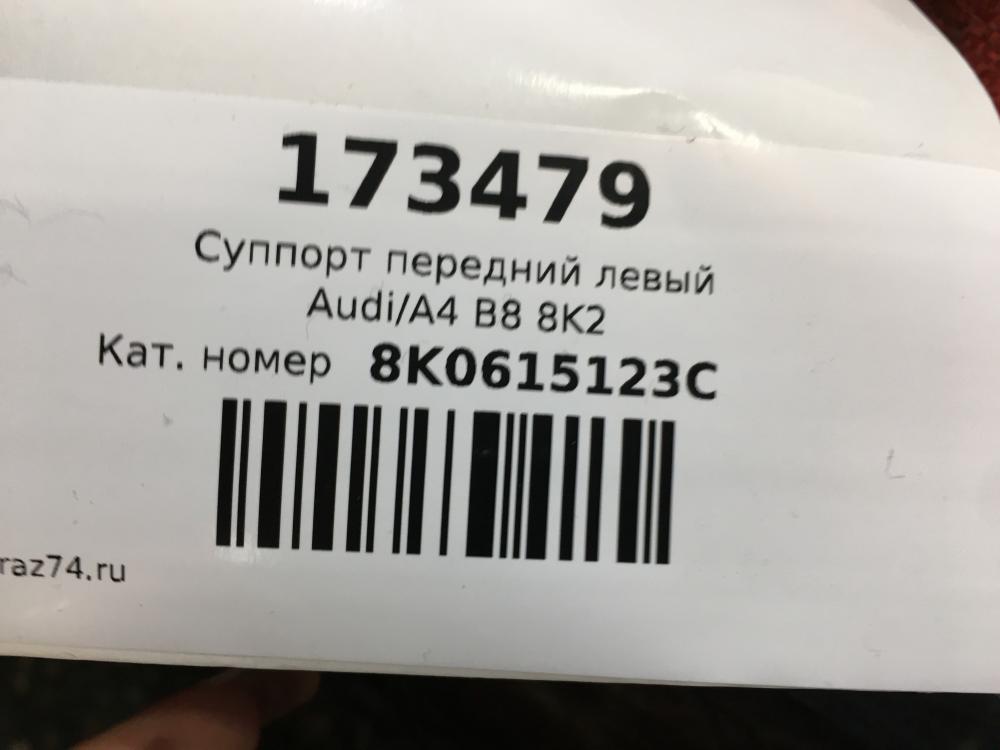 173479
Суппорт передний левый
Audi/A4 B8 8K2
Кат. номер 8K0615123C
raz74.ru